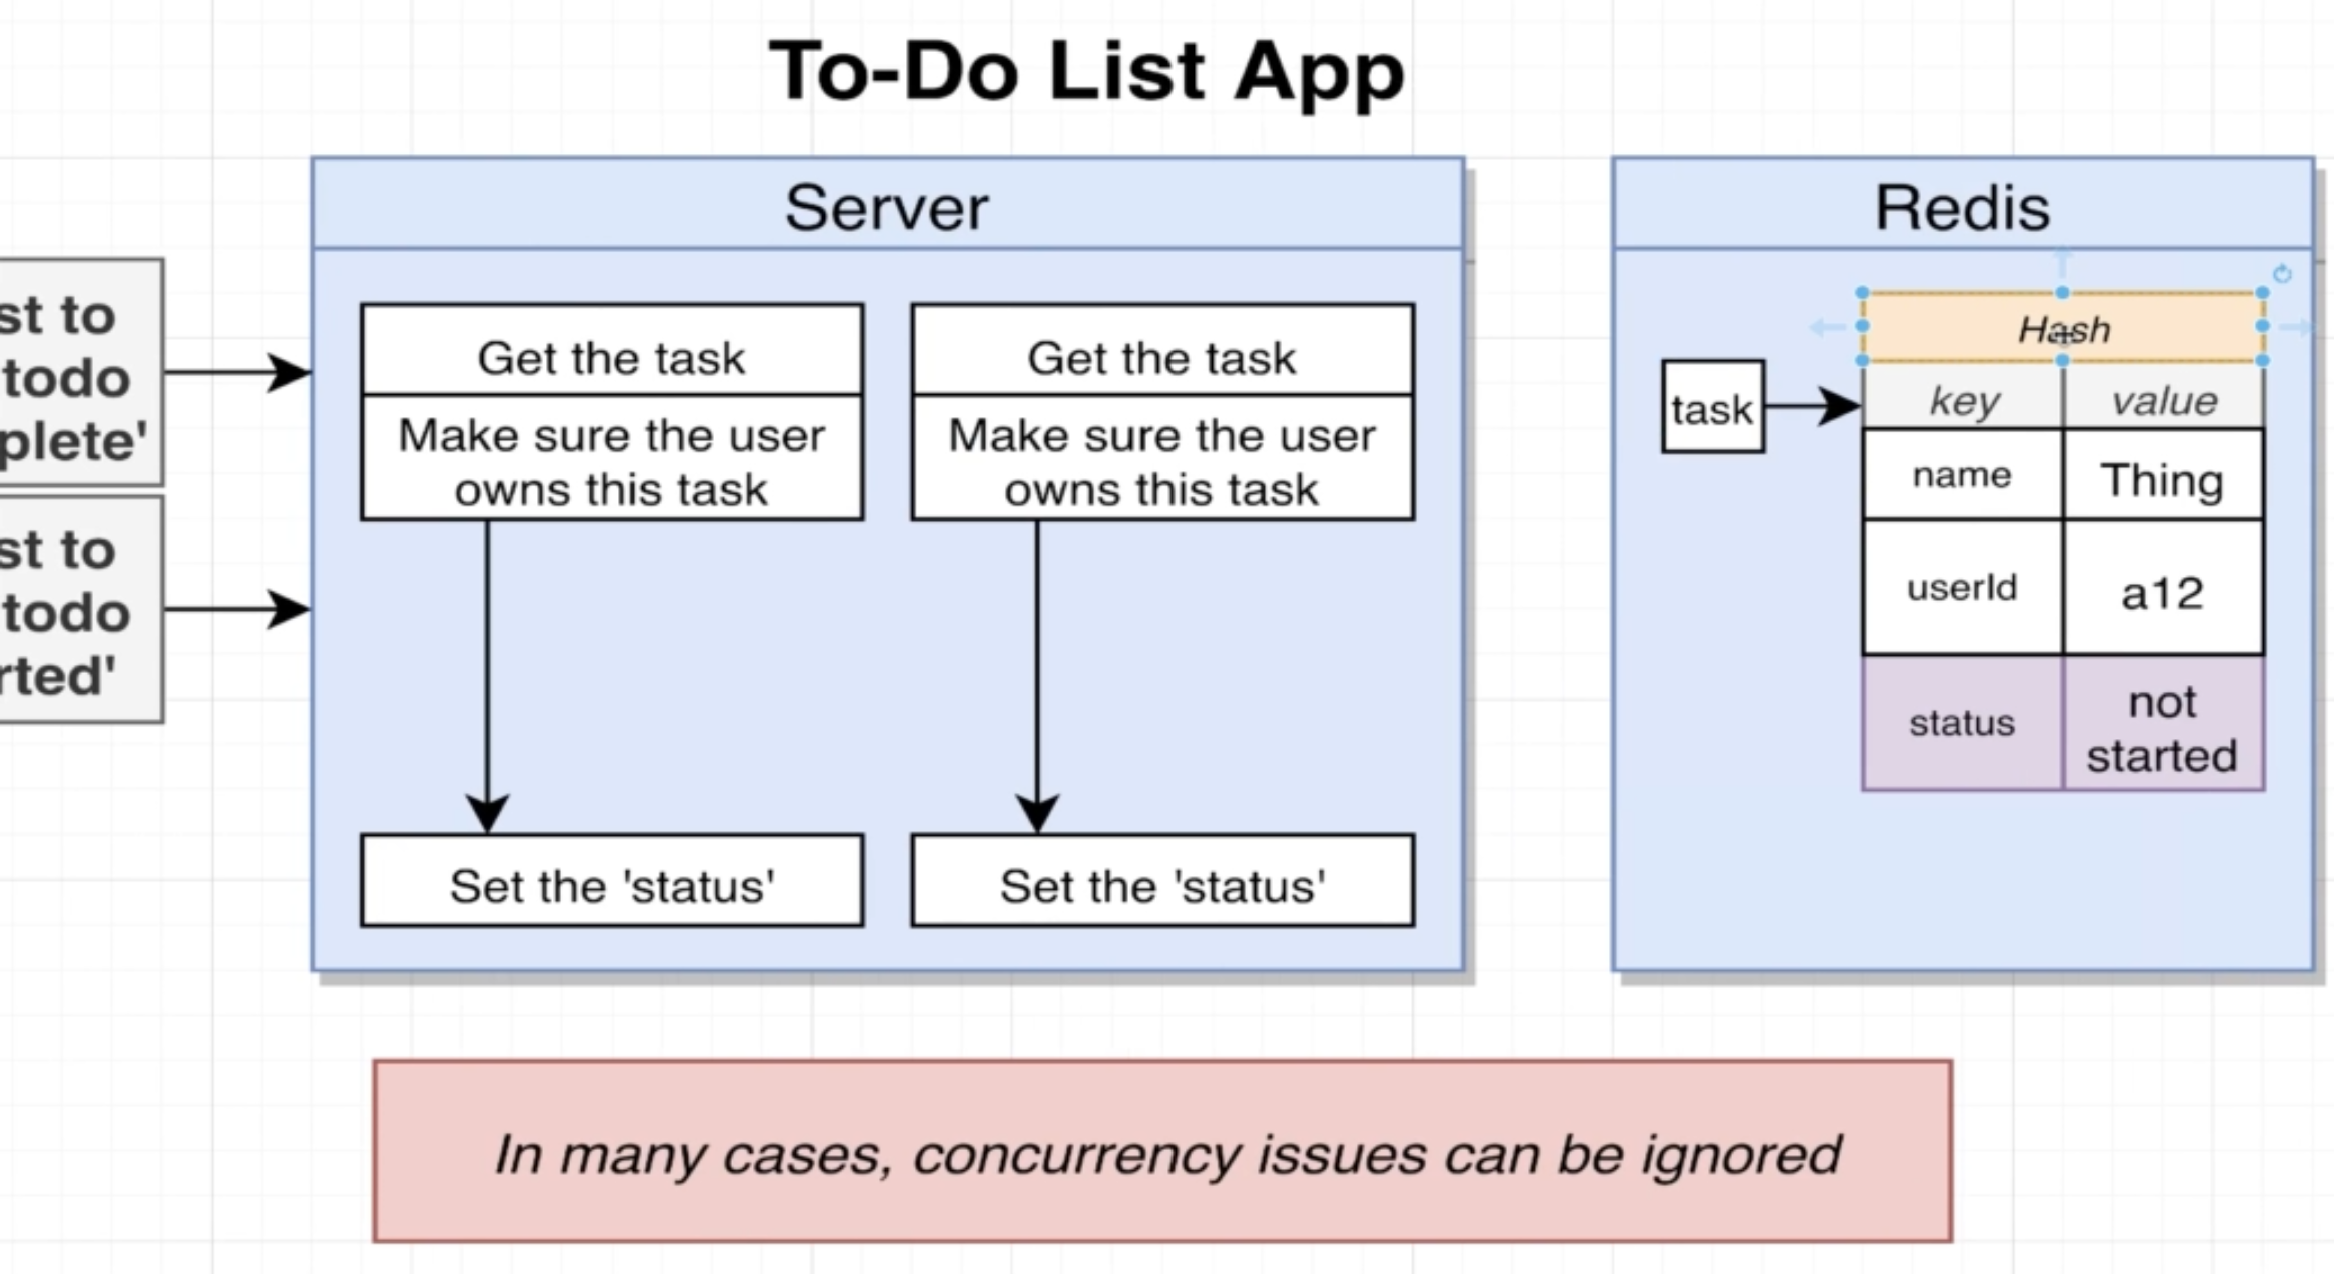 To-Do List App
st to
todo
plete'
st to
todo
rted'
Server
Get the task
Make sure the user
owns this task
Set the 'status'
Get the task
Make sure the user
owns this task
Set the 'status'
Redis
task
Hash
key value
name Thing
userId a12
status not
started
In many cases, concurrency issues can be ignored